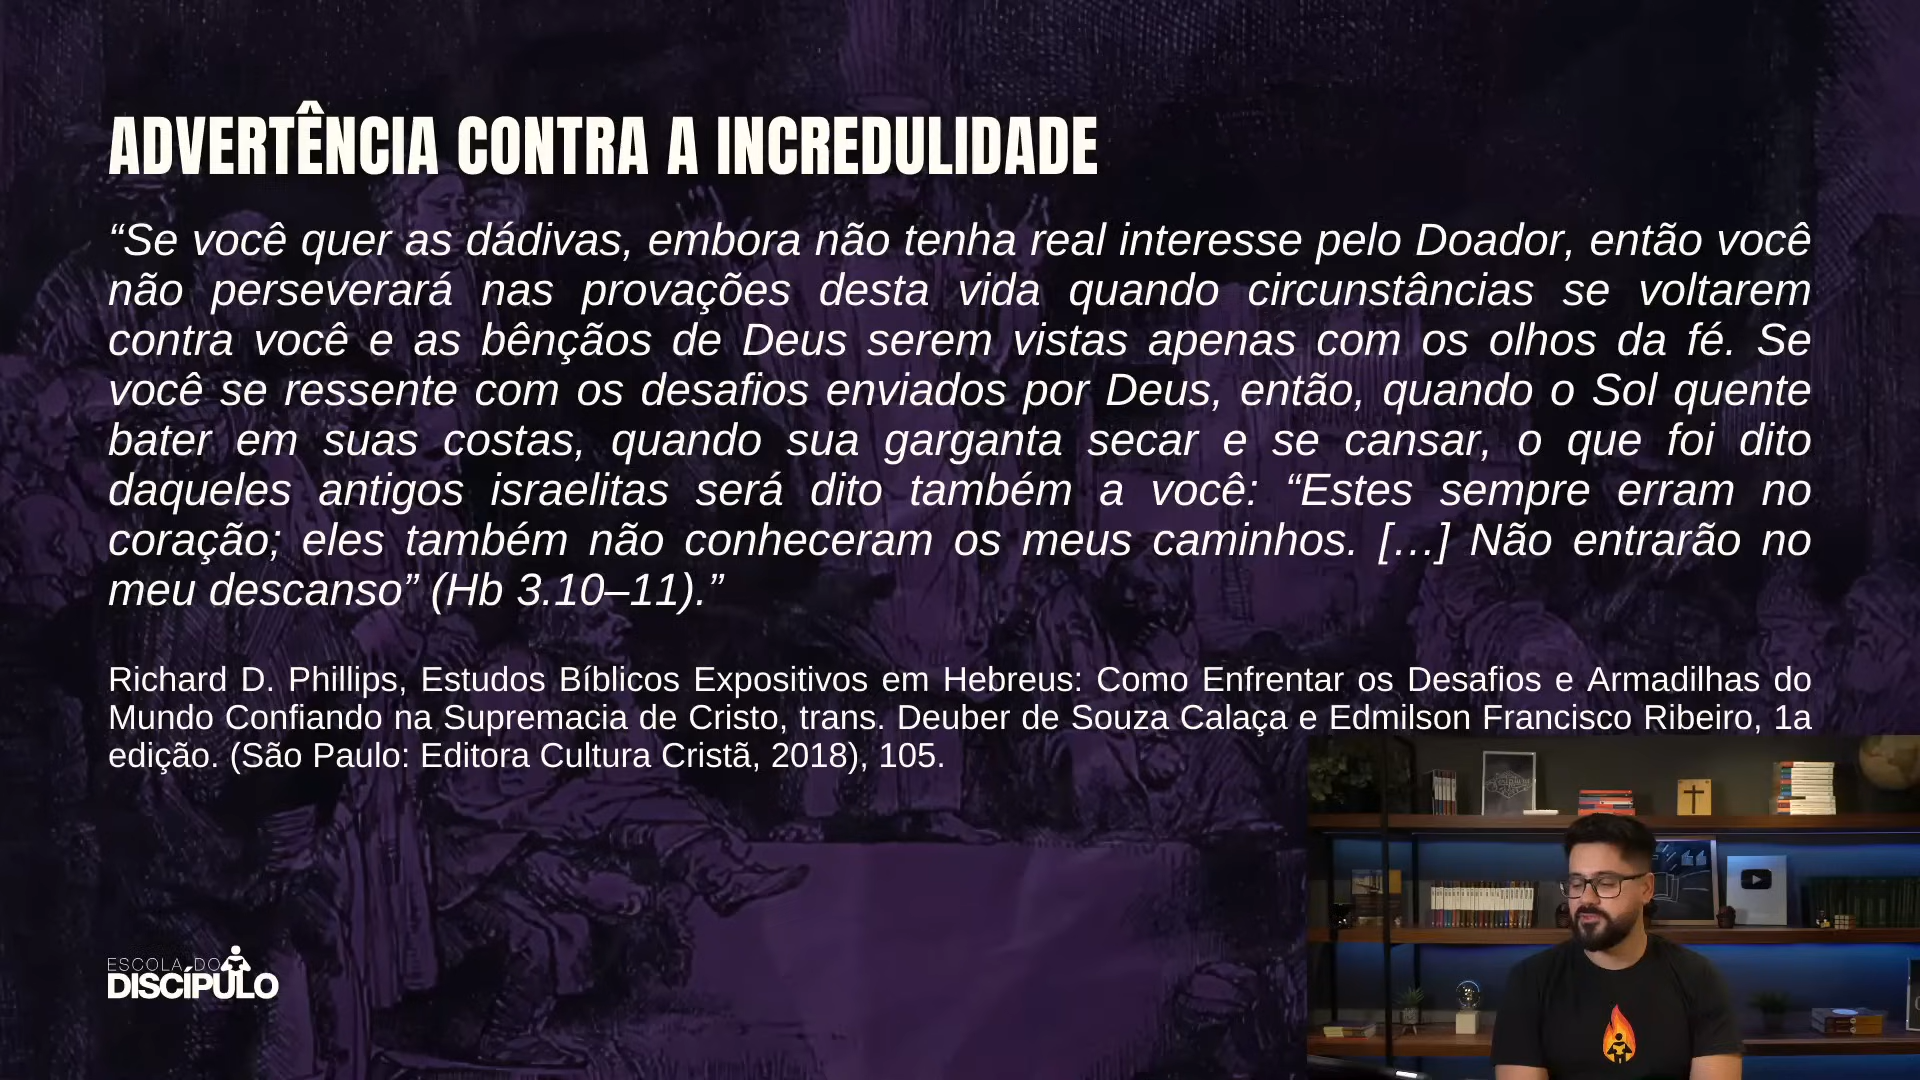 ADVERTÊNCIA CONTRA A INCREDULIDADE
“Se você quer as dádivas, embora não tenha real interesse pelo Doador, então você
não perseverará nas provações desta vida quando circunstâncias se voltarem
contra você e as bênçãos de Deus serem vistas apenas com os olhos da fé. Se
você se ressente com os desafios enviados por Deus, então, quando o Sol quente
bater em suas costas, quando sua garganta secar e se cansar, o que foi dito
daqueles antigos israelitas será dito também a você: “Estes sempre erram no
coração; eles também não conheceram os meus caminhos. […] Não entrarão no
meu descanso” (Hb 3.10–11).”
Richard D. Phillips, Estudos Bíblicos Expositivos em Hebreus: Como Enfrentar os Desafios e Armadilhas do
Mundo Confiando na Supremacia de Cristo, trans. Deuber de Souza Calaça e Edmilson Francisco Ribeiro, 1a
edição. (São Paulo: Editora Cultura Cristã, 2018), 105.
ESCOLA DO
DISCÍPULO